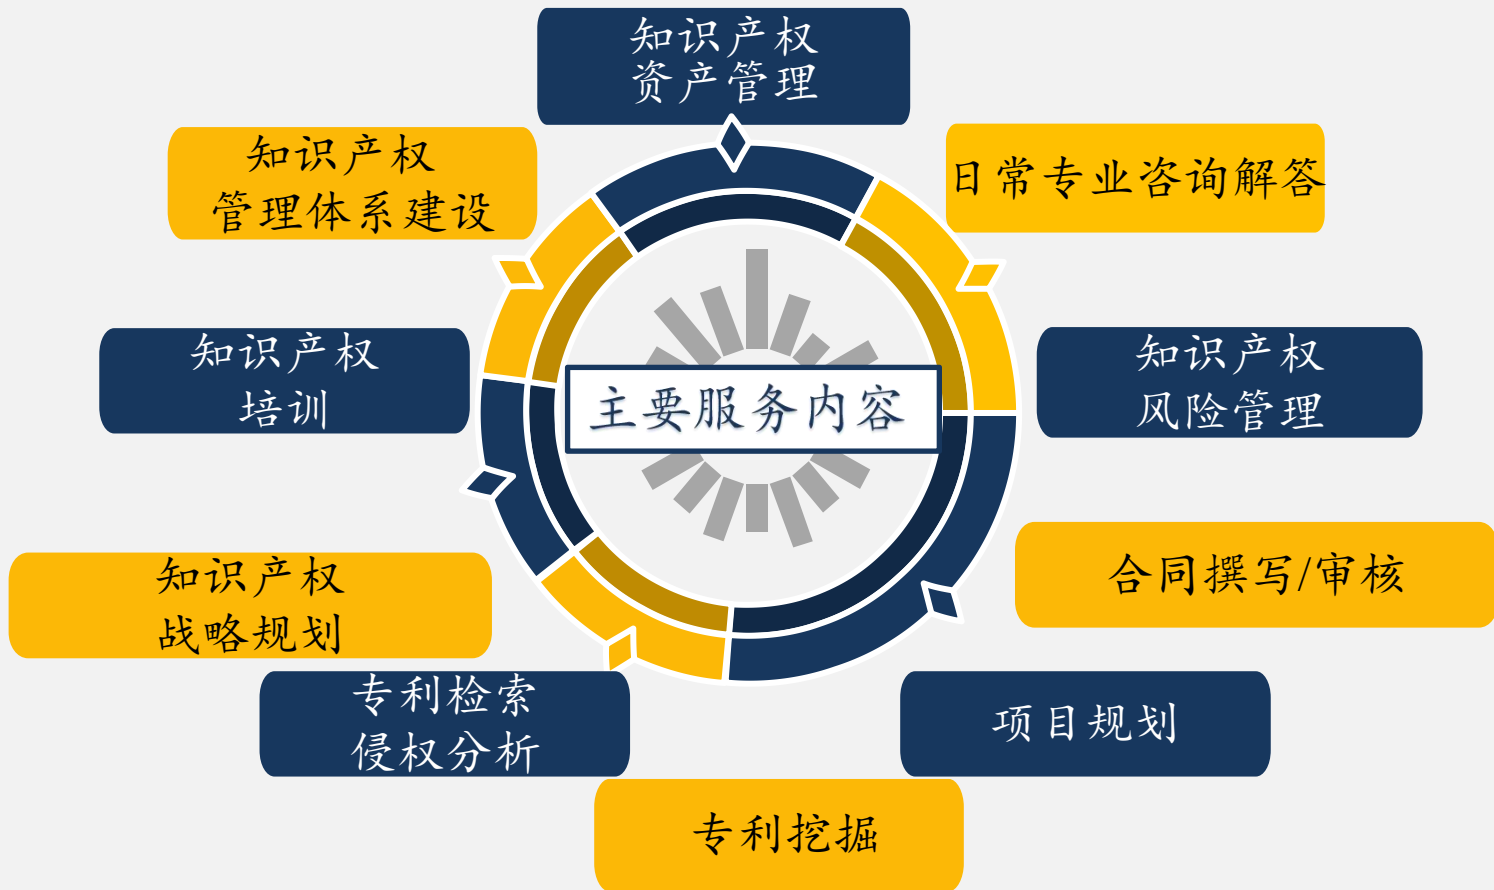 知识产权
资产管理
知识产权
管理体系建设
日常专业咨询解答
知识产权
培训
主要服务内容
知识产权
风险管理
知识产权
战略规划
合同撰写/审核
专利检索
侵权分析
项目规划
专利挖掘